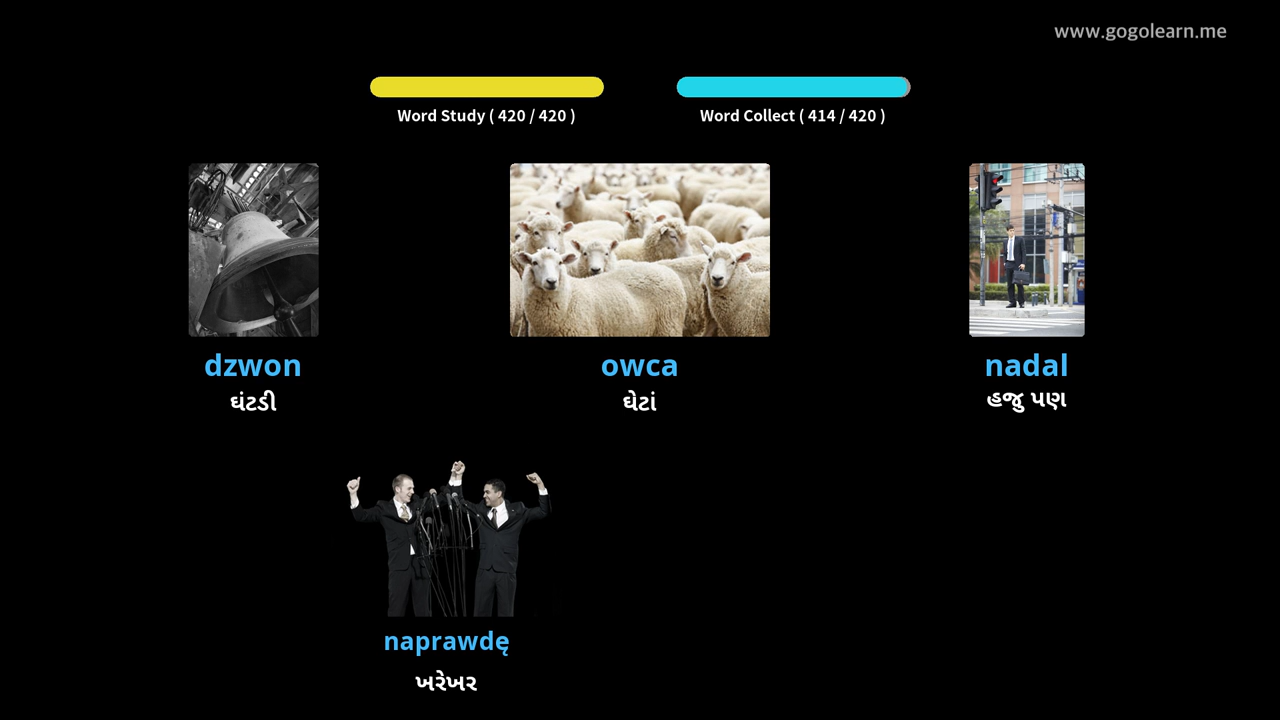 www.gogolearn.me
Word Study ( 420 / 420 )
Word Collect ( 414 / 420 )
dzwon
ઘંટડી
owca
ઘેટાં
nadal
હજુ પણ
naprawdę
ખરેખર